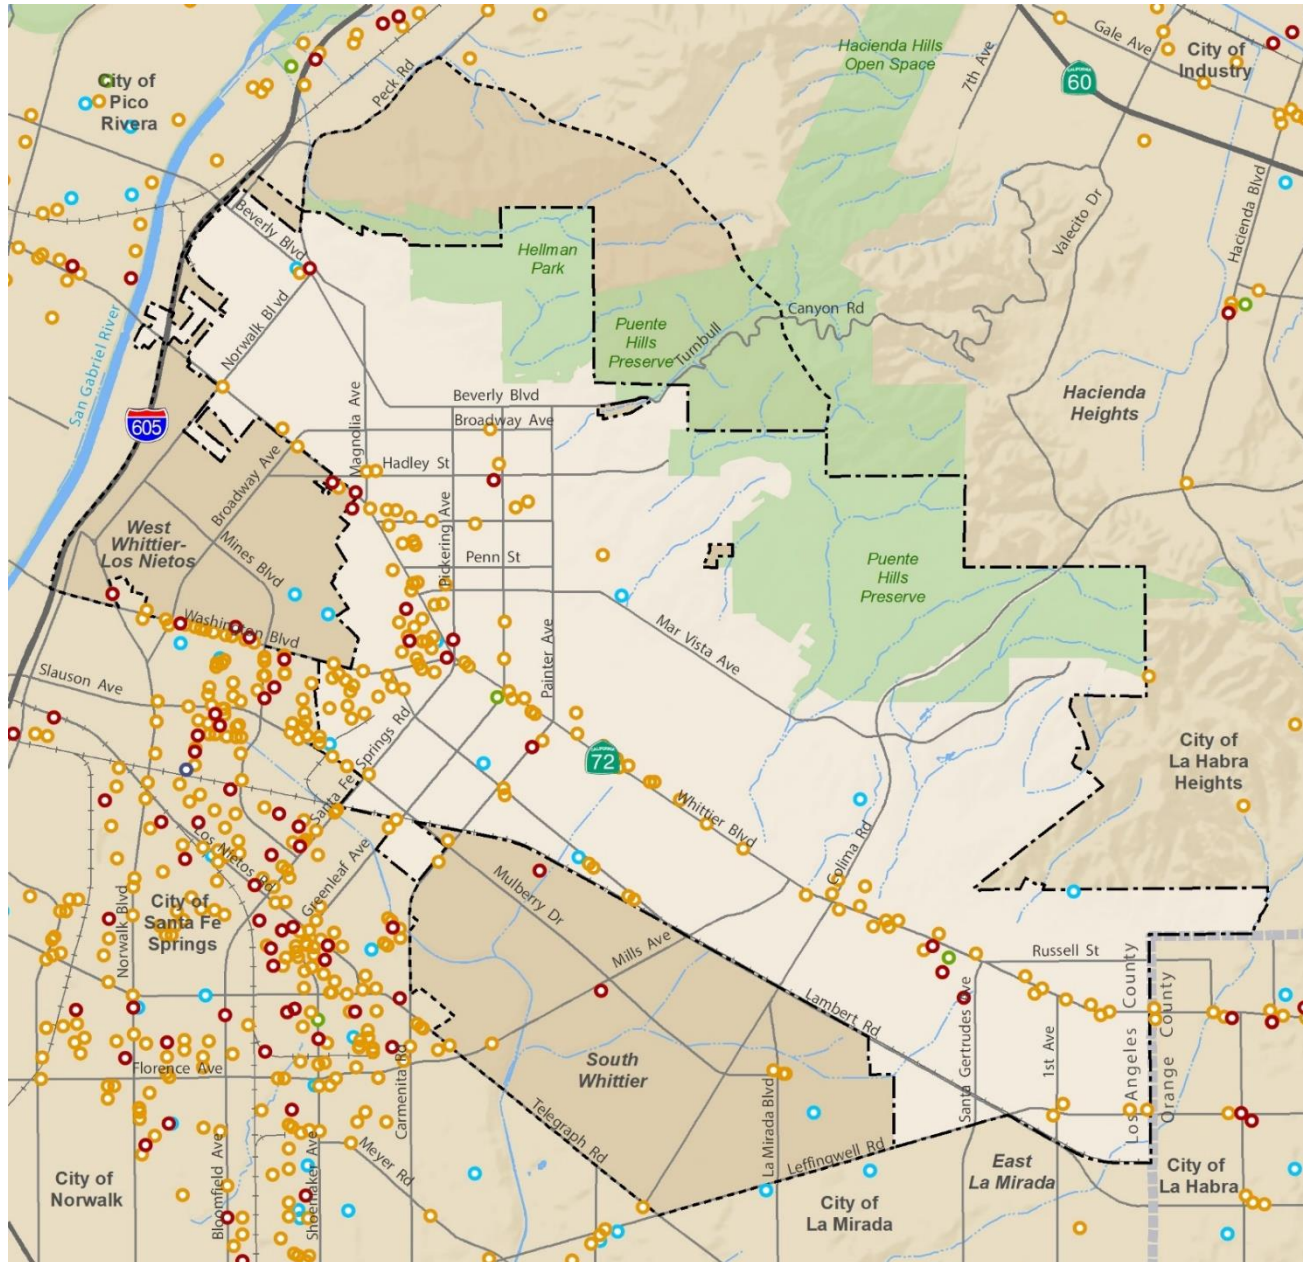 Hacienda Hills
Open Space
7th Ave
Gale Ave
City of
Industry
CALIFORNIA
60
City of
Pico
Rivera
Peck Rd
Beverly Blvd
Hellman
Park
Valecito Dr
Hacienda Blvd
Norwalk Blvd
San Gabriel River
Puente
Hills
Preserve
Turnbull
Canyon Rd
Hacienda
Heights
605
Magnolia Ave
Beverly Blvd
Broadway Ave
Hadley St
Broadway Ave
Pickering Ave
West
Whittier-
Los Nietos
Mines Blvd
Penn St
Puente
Hills
Preserve
Washington Blvd
Painter Ave
Mar Vista Ave
Slauson Ave
Santa Fe Springs Rd
CALIFORNIA
72
City of
La Habra
Heights
Whittier Blvd
Colima Rd
Los Nietos Rd
Greenleaf Ave
Mulberry Dr
City of
Santa Fe
Springs
Norwalk Blvd
Mills Ave
Russell St
Los Angeles County
Orange County
Lambert Rd
Santa Gertrudes Ave
1st Ave
South
Whittier
Florence Ave
Carmenita Rd
La Mirada Blvd
Telegraph Rd
Leffingwell Rd
Meyer Rd
City of
Norwalk
Bloomfield Ave
Shoemaker Ave
City of
La Mirada
East
La Mirada
City of
La Habra